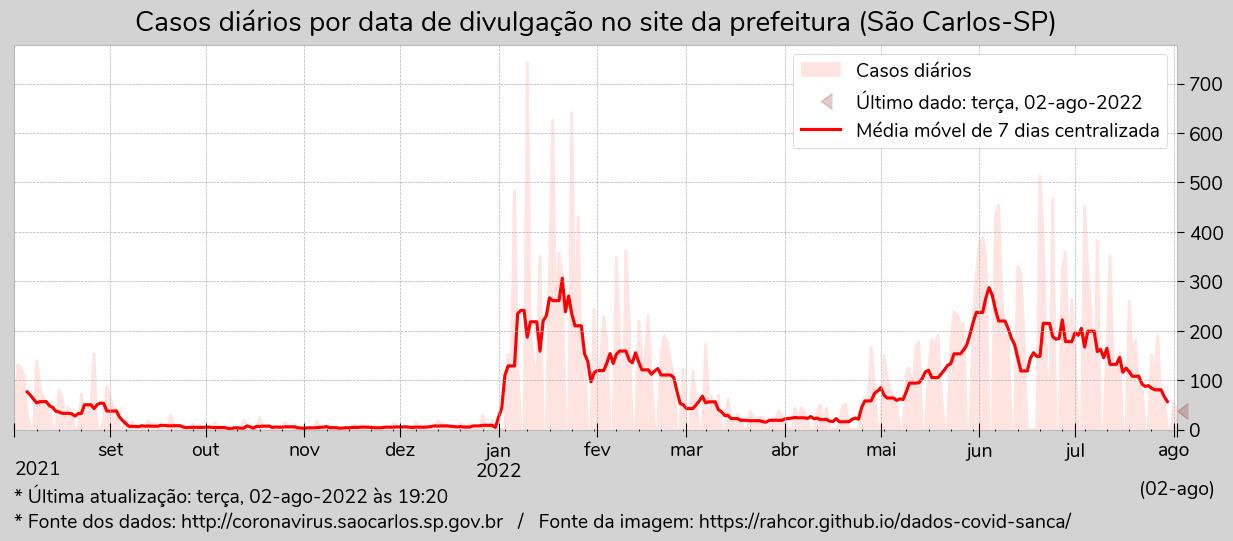 Casos diários por data de divulgação no site da prefeitura (São Carlos-SP)
Casos diários
Último dado: terça, 02-ago-2022
Média móvel de 7 dias centralizada
700
600
500
400
300
200
100
0
set out nov dez jan fev mar abr mai jun jul ago
2021 2022
(02-ago)
* Última atualização: terça, 02-ago-2022 às 19:20
* Fonte dos dados: http://coronavirus.saocarlos.sp.gov.br / Fonte da imagem: https://rahcor.github.io/dados-covid-sanca/